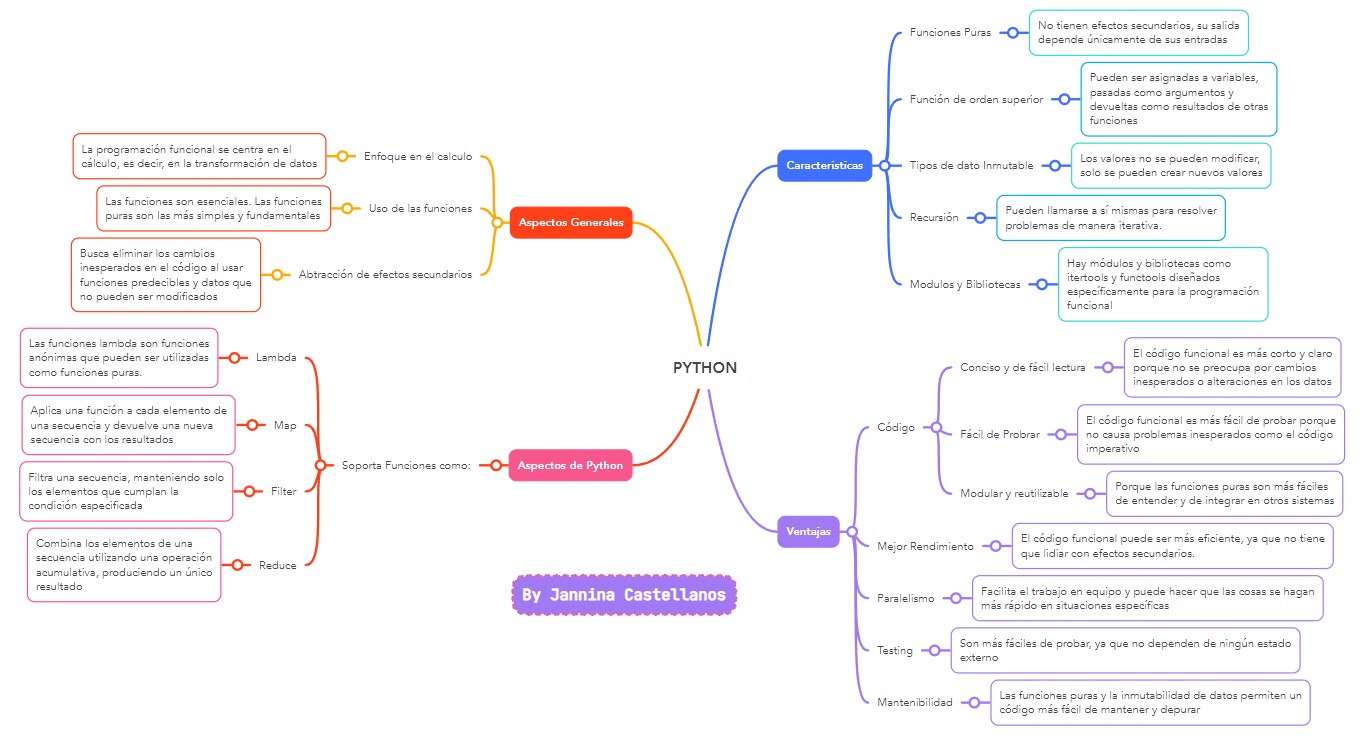 PYTHON
Aspectos Generales
Enfoque en el calculo
La programación funcional se centra en el
cálculo, es decir, en la transformación de datos
Uso de las funciones
Las funciones son esenciales. Las funciones
puras son las más simples y fundamentales
Abtracción de efectos secundarios
Busca eliminar los cambios
inesperados en el código al usar
funciones predecibles y datos que
no pueden ser modificados
Aspectos de Python
Soporta Funciones como:
Lambda
Las funciones lambda son funciones
anónimas que pueden ser utilizadas
como funciones puras.
Map
Aplica una función a cada elemento de
una secuencia y devuelve una nueva
secuencia con los resultados
Filter
Filtra una secuencia, manteniendo solo
los elementos que cumplan la
condición especificada
Reduce
Combina los elementos de una
secuencia utilizando una operación
acumulativa, produciendo un único
resultado
Características
Funciones Puras
No tienen efectos secundarios, su salida
depende únicamente de sus entradas
Función de orden superior
Pueden ser asignadas a variables,
pasadas como argumentos y
devueltas como resultados de otras
funciones
Tipos de dato Inmutable
Los valores no se pueden modificar,
solo se pueden crear nuevos valores
Recursión
Pueden llamarse a sí mismas para resolver
problemas de manera iterativa.
Modulos y Bibliotecas
Hay módulos y bibliotecas como
itertools y functools diseñados
específicamente para la programación
funcional
Ventajas
Código
Conciso y de fácil lectura
El código funcional es más corto y claro
porque no se preocupa por cambios
inesperados o alteraciones en los datos
Fácil de Probar
El código funcional es más fácil de probar porque
no causa problemas inesperados como el código
imperativo
Modular y reutilizable
Porque las funciones puras son más fáciles
de entender y de integrar en otros sistemas
Mejor Rendimiento
El código funcional puede ser más eficiente, ya que no tiene
que lidiar con efectos secundarios.
Paralelismo
Facilita el trabajo en equipo y puede hacer que las cosas se hagan
más rápido en situaciones específicas
Testing
Son más fáciles de probar, ya que no dependen de ningún estado
externo
Mantenibilidad
Las funciones puras y la inmutabilidad de datos permiten un
código más fácil de mantener y depurar
By Jannina Castellanos